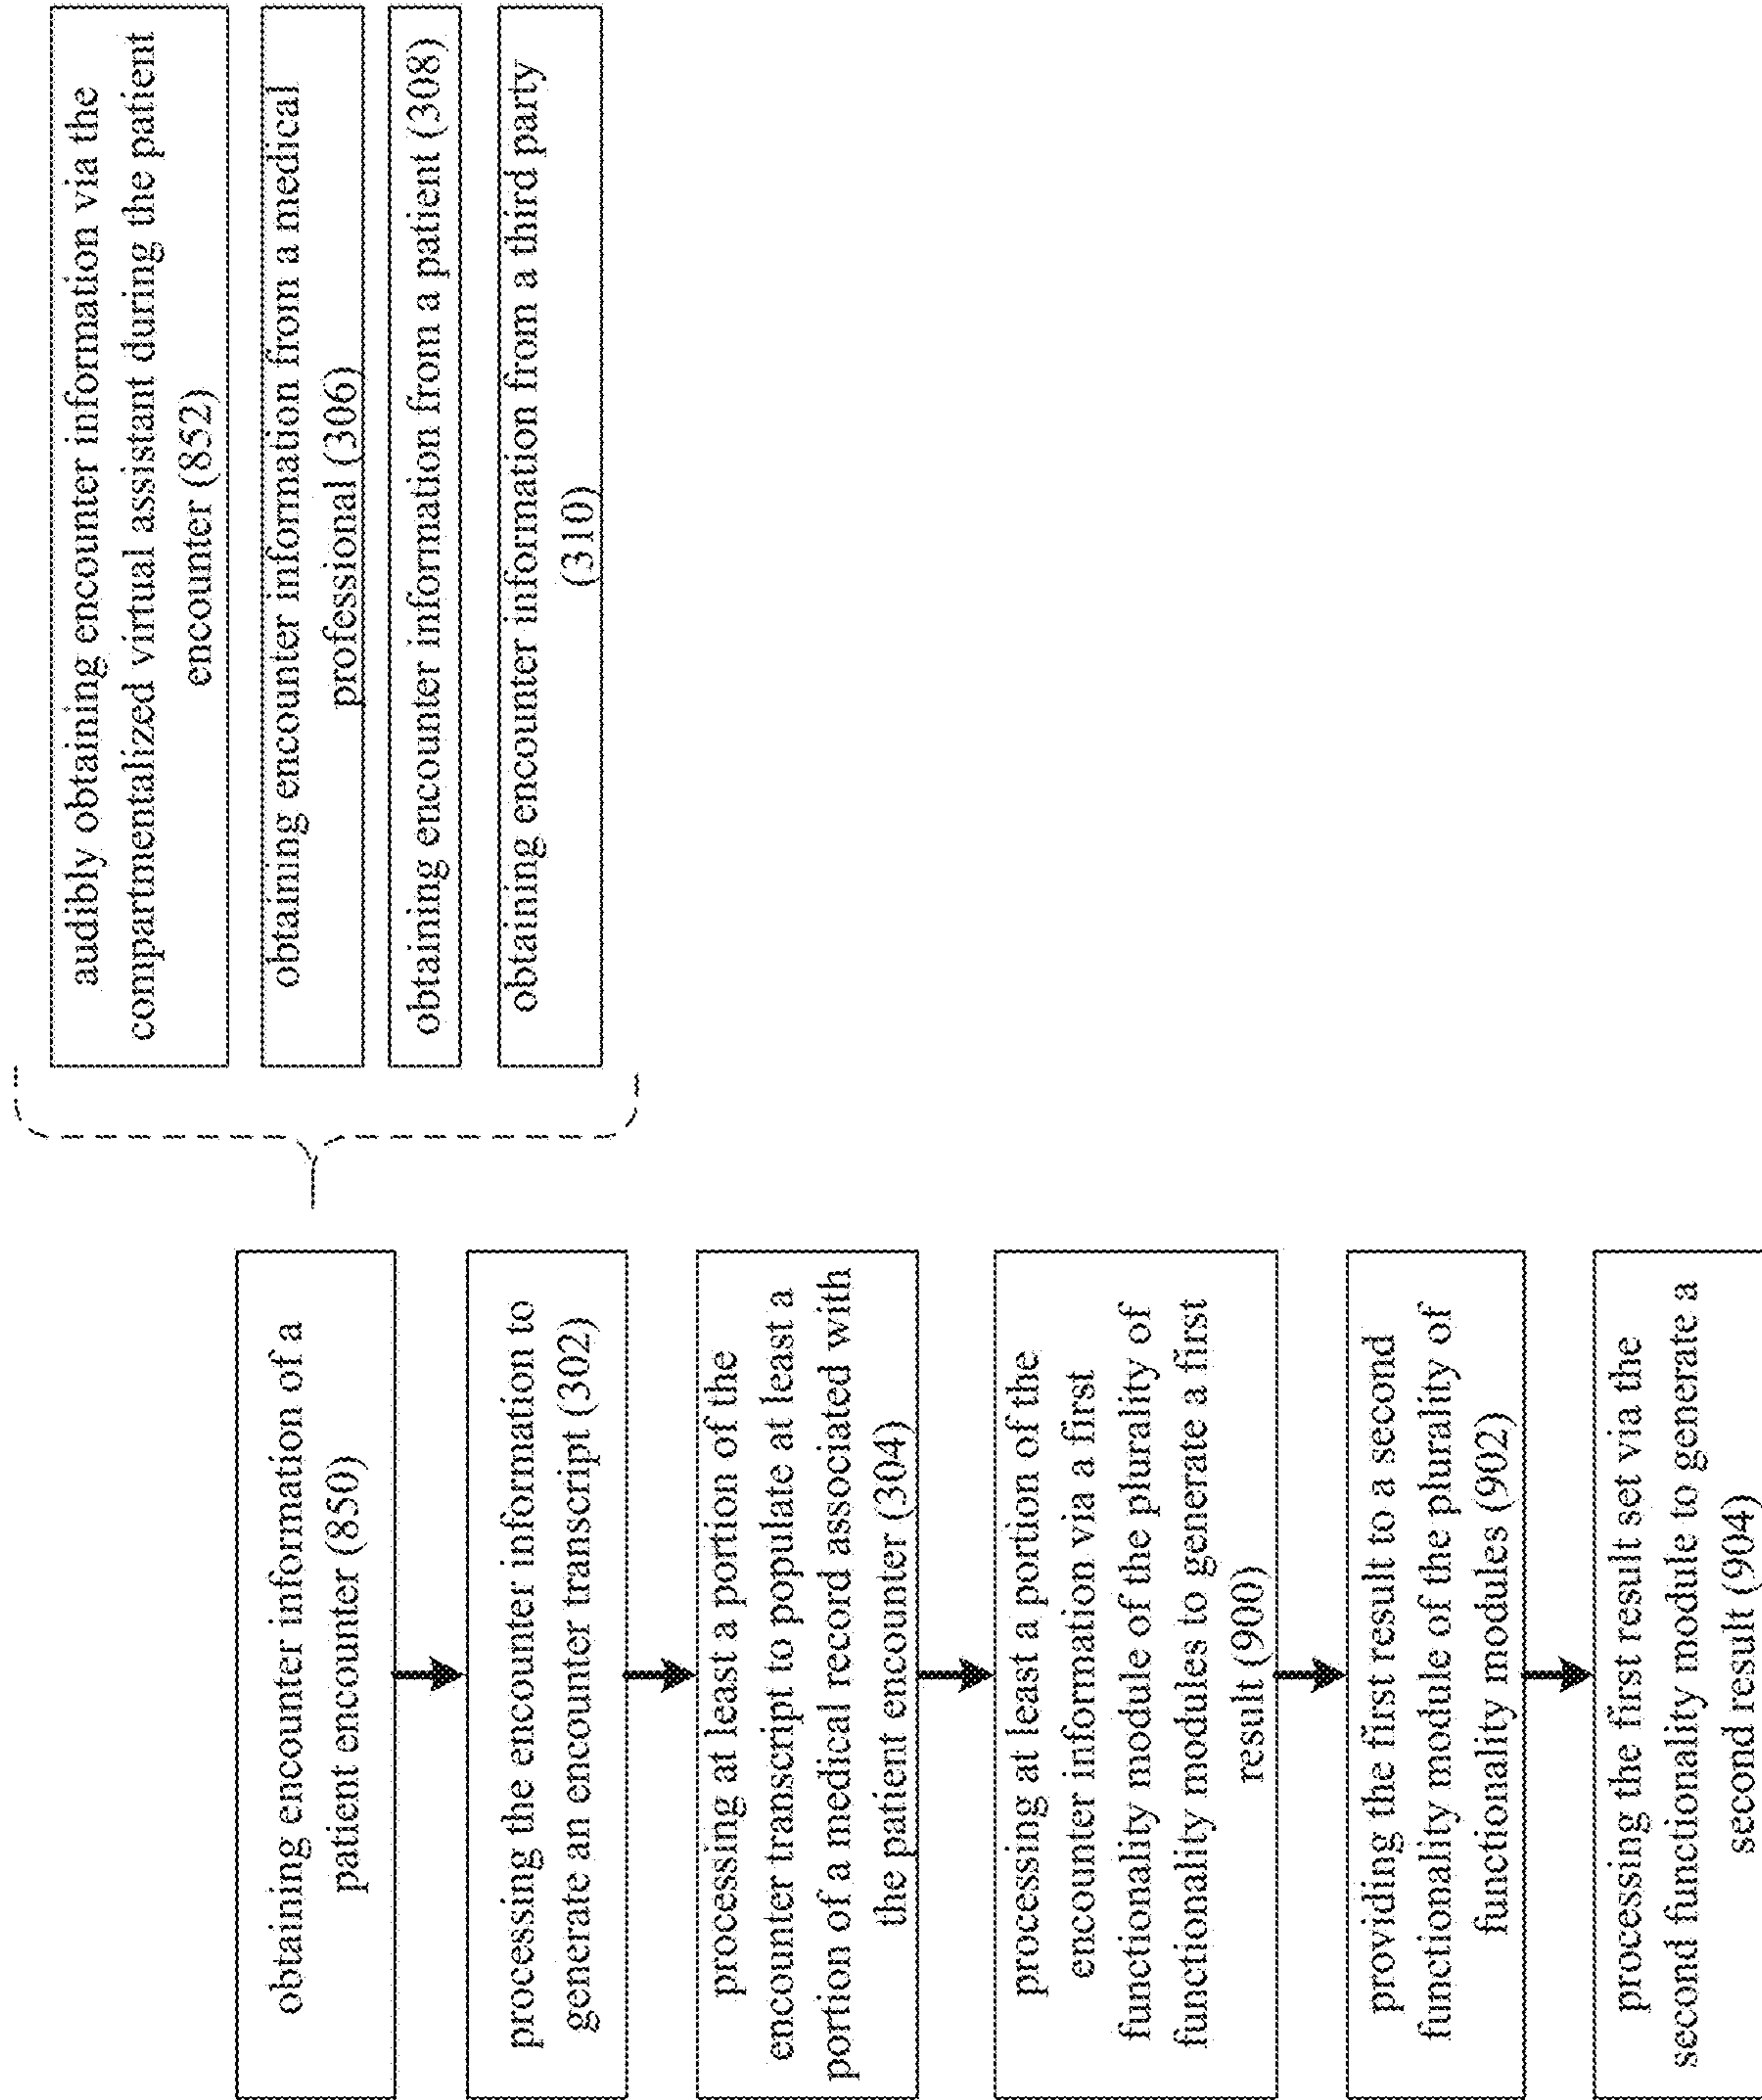 obtaining encounter information of a
patient encounter (850)
processing the encounter information to
generate an encounter transcript (302)
processing at least a portion of the
encounter transcript to populate at least a
portion of a medical record associated with
the patient encounter (304)
processing at least a portion of the
encounter information via a first
functionality module of the plurality of
functionality modules to generate a first
result (900)
providing the first result to a second
functionality module of the plurality of
functionality modules (902)
processing the first result set via the
second functionality module to generate a
second result (904)
audibly obtaining encounter information via the
compartmentalized virtual assistant during the patient
encounter (852)
obtaining encounter information from a medical
professional (306)
obtaining encounter information from a patient (308)
obtaining encounter information from a third party
(310)